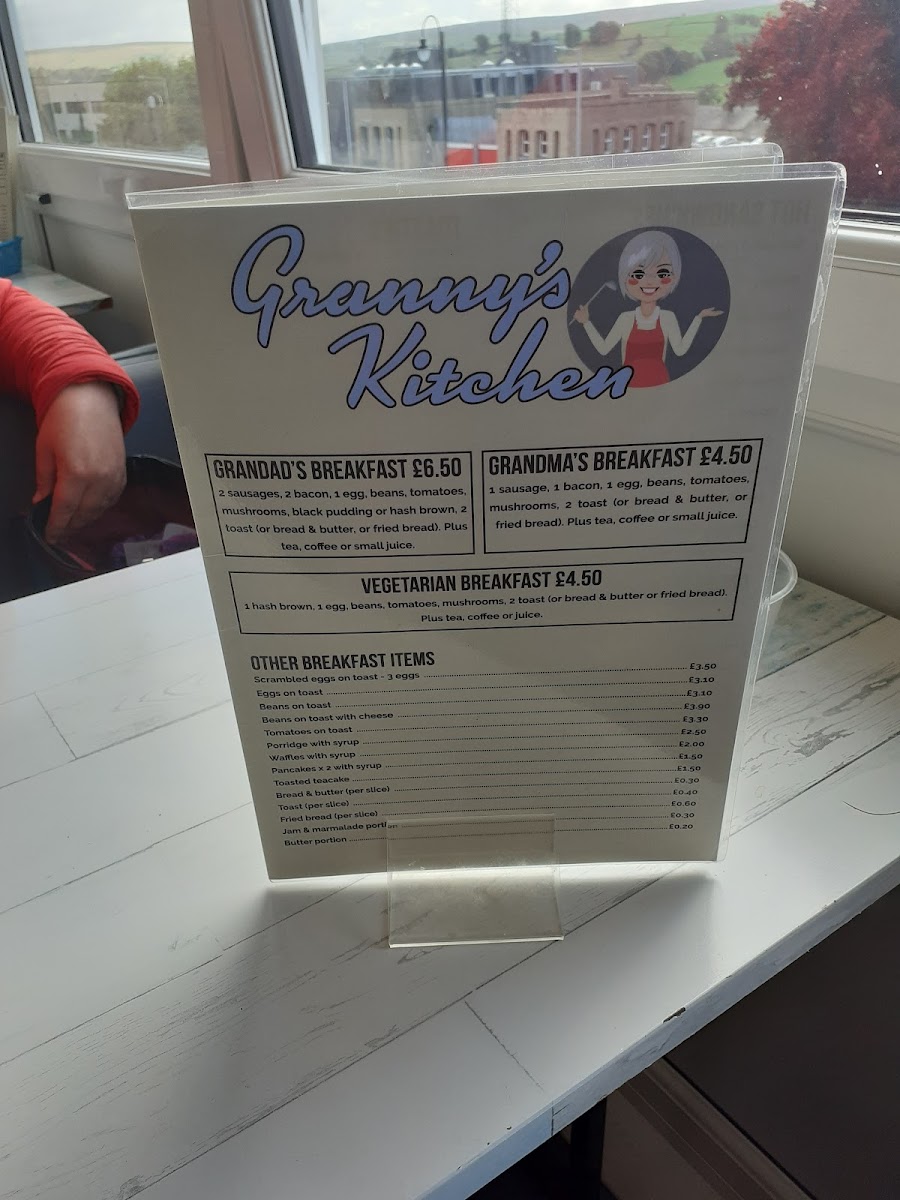 Granny's
Kitchen
GRANDAD'S BREAKFAST £6.50
2 sausages, 2 bacon, 1 egg, beans, tomatoes,
mushrooms, black pudding or hash brown, 2
toast (or bread & butter, or fried bread). Plus
tea, coffee or small juice.
GRANDMA'S BREAKFAST £4.50
1 sausage, 1 bacon, 1 egg, beans, tomatoes,
mushrooms, 2 toast (or bread & butter, or
fried bread). Plus tea, coffee or small juice.
VEGETARIAN BREAKFAST £4.50
1 hash brown, 1 egg, beans, tomatoes, mushrooms, 2 toast (or bread & butter or fried bread).
Plus tea, coffee or juice.
OTHER BREAKFAST ITEMS
Scrambled eggs on toast - 3 eggs £3.50
Eggs on toast £3.10
Beans on toast £3.10
Beans on toast with cheese £3.90
Tomatoes on toast £3.30
Porridge with syrup £2.50
Waffles with syrup £2.00
Pancakes x 2 with syrup £1.50
Toasted teacake £1.50
Bread & butter (per slice) £0.30
Toast (per slice) £0.40
Fried bread (per slice) £0.60
Jam & marmalade portion £0.30
Butter portion £0.20